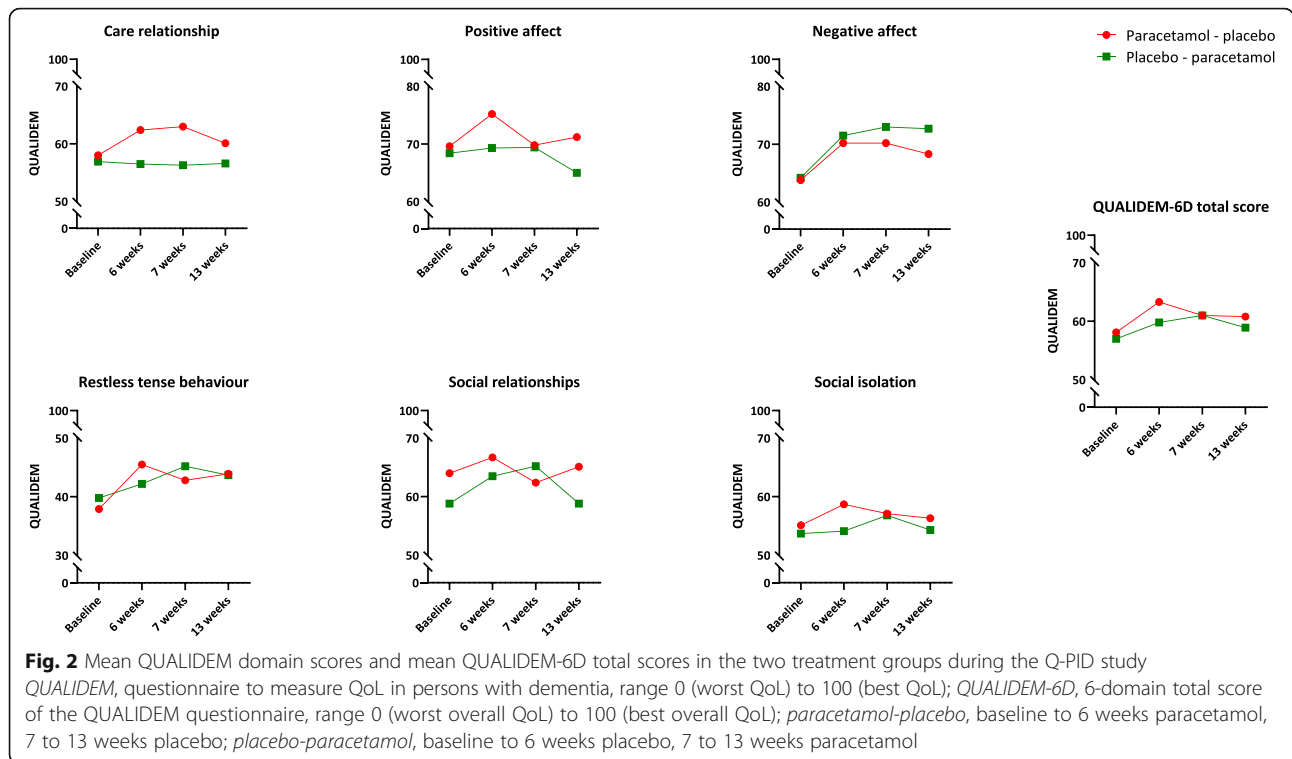 Care relationship
100
70
60
50
0
QUALIDEM
Baseline
6 weeks
7 weeks
13 weeks
Positive affect
100
80
70
60
0
QUALIDEM
Baseline
6 weeks
7 weeks
13 weeks
Negative affect
100
80
70
60
0
QUALIDEM
Baseline
6 weeks
7 weeks
13 weeks
Paracetamol - placebo
Placebo - paracetamol
QUALIDEM-6D total score
100
70
60
50
0
QUALIDEM
Baseline
6 weeks
7 weeks
13 weeks
Restless tense behaviour
100
50
40
30
0
QUALIDEM
Baseline
6 weeks
7 weeks
13 weeks
Social relationships
100
70
60
50
0
QUALIDEM
Baseline
6 weeks
7 weeks
13 weeks
Social isolation
100
70
60
50
0
QUALIDEM
Baseline
6 weeks
7 weeks
13 weeks
Fig. 2 Mean QUALIDEM domain scores and mean QUALIDEM-6D total scores in the two treatment groups during the Q-PID study
QUALIDEM, questionnaire to measure QoL in persons with dementia, range 0 (worst QoL) to 100 (best QoL); QUALIDEM-6D, 6-domain total score
of the QUALIDEM questionnaire, range 0 (worst overall QoL) to 100 (best overall QoL); paracetamol-placebo, baseline to 6 weeks paracetamol,
7 to 13 weeks placebo; placebo-paracetamol, baseline to 6 weeks placebo, 7 to 13 weeks paracetamol